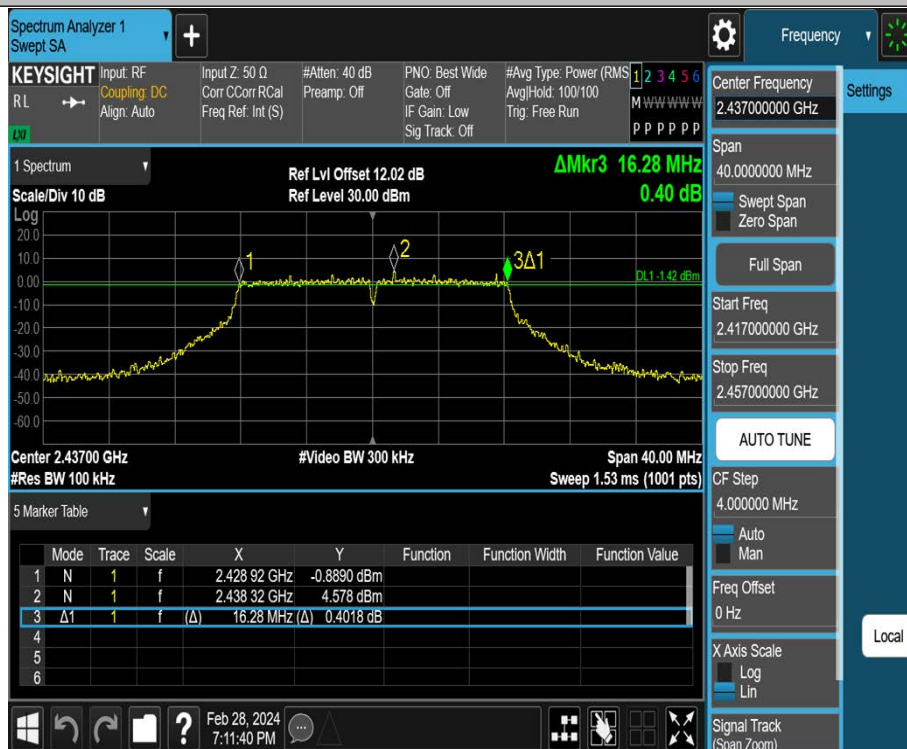 Spectrum Analyzer 1
Swept SA
Frequency
KEYSIGHT
RL
LXI
Input: RF
Coupling: DC
Align: Auto
Input Z: 50 Ω
Corr CCorr RCal
Freq Ref: Int (S)
#Atten: 40 dB
Preamp: Off
PNO: Best Wide
Gate: Off
IF Gain: Low
Sig Track: Off
#Avg Type: Power (RMS
Avg|Hold: 100/100
Trig: Free Run
1 2 3 4 5 6
M W W W W W
P P P P P P
1 Spectrum
Scale/Div 10 dB
Ref Lvl Offset 12.02 dB
Ref Level 30.00 dBm
ΔMkr3 16.28 MHz
0.40 dB
Log
20.0
10.0
0.00
-10.0
-20.0
-30.0
-40.0
-50.0
-60.0
1
2
3Δ1
DL1 -1.42 dBm
Center 2.43700 GHz
#Res BW 100 kHz
#Video BW 300 kHz
Span 40.00 MHz
Sweep 1.53 ms (1001 pts)
5 Marker Table
Mode Trace Scale X Y Function Function Width Function Value
1 N 1 f 2.428 92 GHz -0.8890 dBm
2 N 1 f 2.438 32 GHz 4.578 dBm
3 Δ1 1 f (Δ) 16.28 MHz (Δ) 0.4018 dB
4
5
6
Feb 28, 2024
7:11:40 PM
Center Frequency
2.437000000 GHz
Span
40.0000000 MHz
Swept Span
Zero Span
Full Span
Start Freq
2.417000000 GHz
Stop Freq
2.457000000 GHz
AUTO TUNE
CF Step
4.000000 MHz
Auto
Man
Freq Offset
0 Hz
X Axis Scale
Log
Lin
Signal Track
(Span Zoom)
Settings
Local